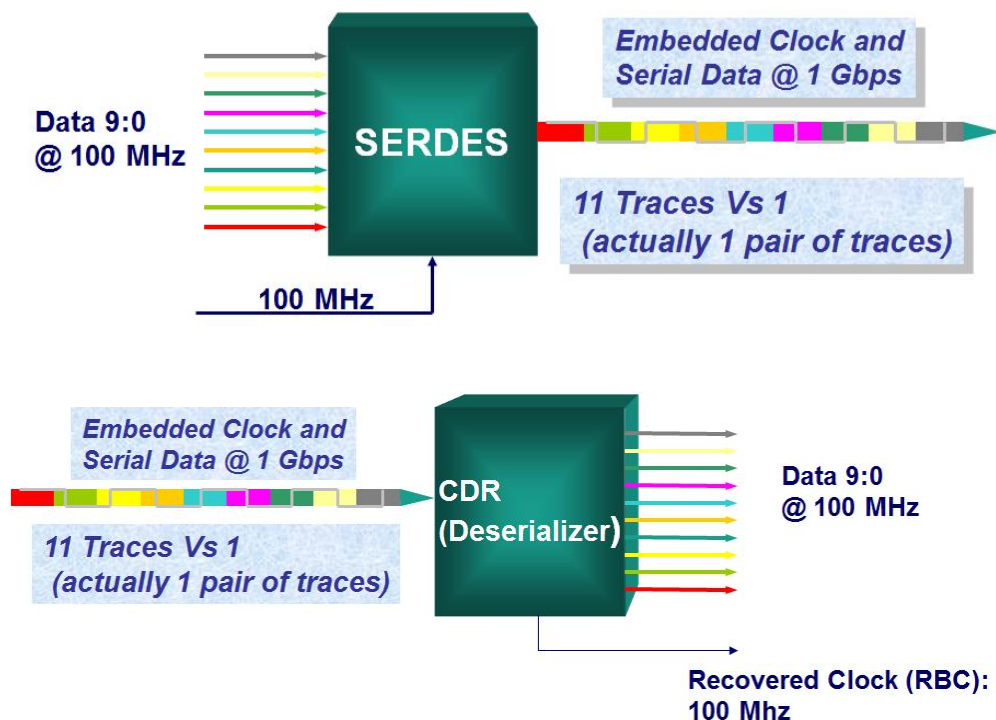 Embedded Clock and
Serial Data @ 1 Gbps
Data 9:0
@ 100 MHz
SERDES
11 Traces Vs 1
(actually 1 pair of traces)
100 MHz
Embedded Clock and
Serial Data @ 1 Gbps
CDR
(Deserializer)
Data 9:0
@ 100 MHz
11 Traces Vs 1
(actually 1 pair of traces)
Recovered Clock (RBC):
100 Mhz